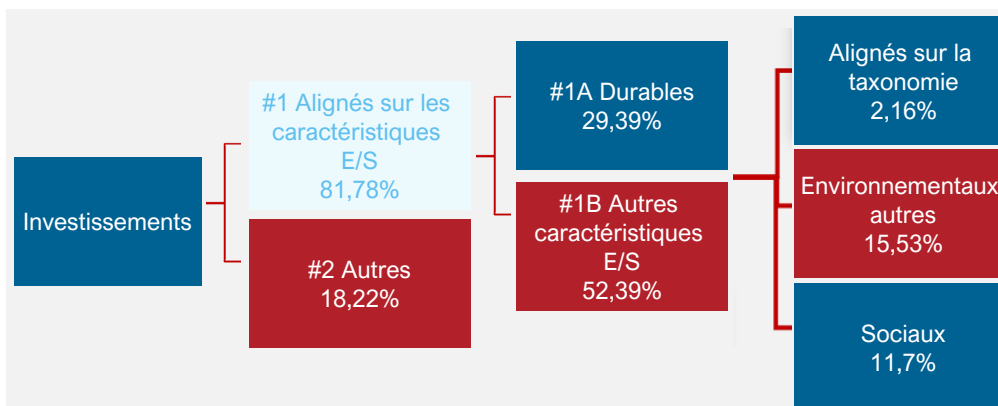 Investissements
#1 Alignés sur les
caractéristiques
E/S
81,78%
#2 Autres
18,22%
#1A Durables
29,39%
#1B Autres
caractéristiques
E/S
52,39%
Alignés sur la
taxonomie
2,16%
Environnementaux
autres
15,53%
Sociaux
11,7%